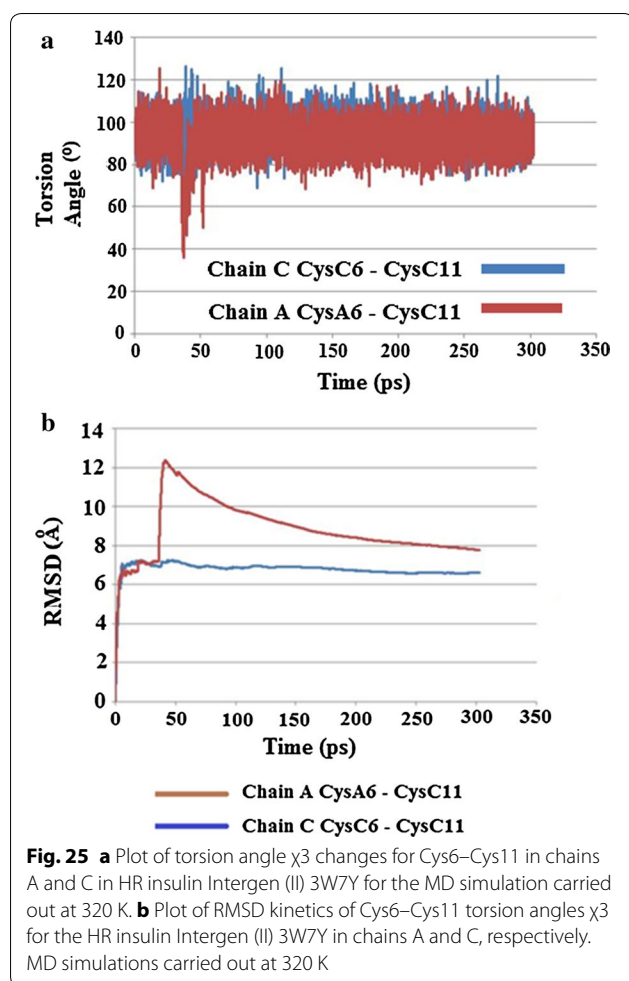 a
140
120
100
80
60
40
20
0
Torsion
Angle (⁰)
Chain C CysC6 - CysC11
Chain A CysA6 - CysC11
0 50 100 150 200 250 300 350
Time (ps)
b
14
12
10
8
6
4
2
0
RMSD (Å)
0 50 100 150 200 250 300 350
Time (ps)
Chain A CysA6 - CysC11
Chain C CysC6 - CysC11
Fig. 25 a Plot of torsion angle χ3 changes for Cys6–Cys11 in chains
A and C in HR insulin Intergen (II) 3W7Y for the MD simulation carried
out at 320 K. b Plot of RMSD kinetics of Cys6–Cys11 torsion angles χ3
for the HR insulin Intergen (II) 3W7Y in chains A and C, respectively.
MD simulations carried out at 320 K